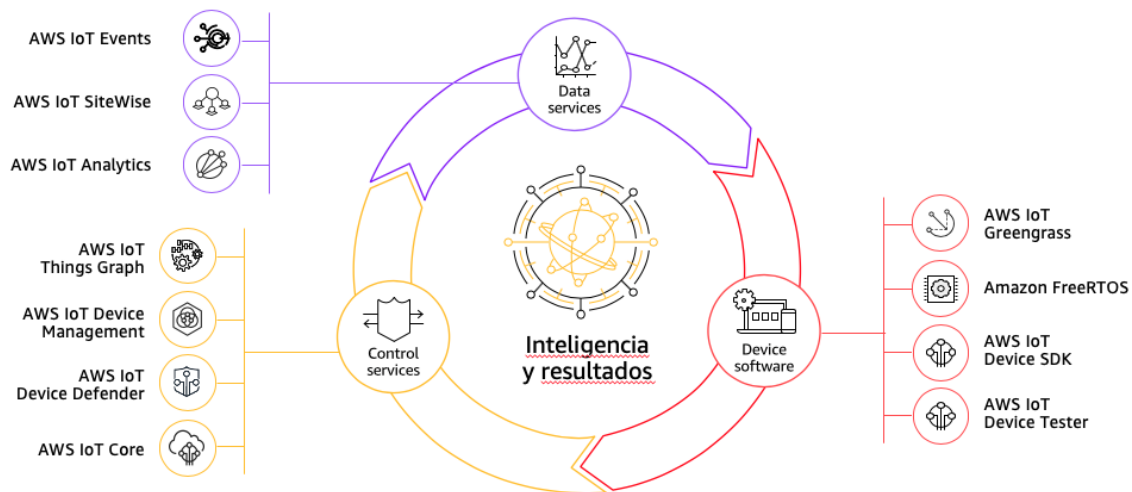 AWS IoT Events
AWS IoT SiteWise
AWS IoT Analytics
Data
services
AWS IoT
Things Graph
AWS IoT Device
Management
AWS IoT
Device Defender
AWS IoT Core
Control
services
Inteligencia
y resultados
Device
software
AWS IoT
Greengrass
Amazon FreeRTOS
AWS IoT
Device SDK
AWS IoT
Device Tester